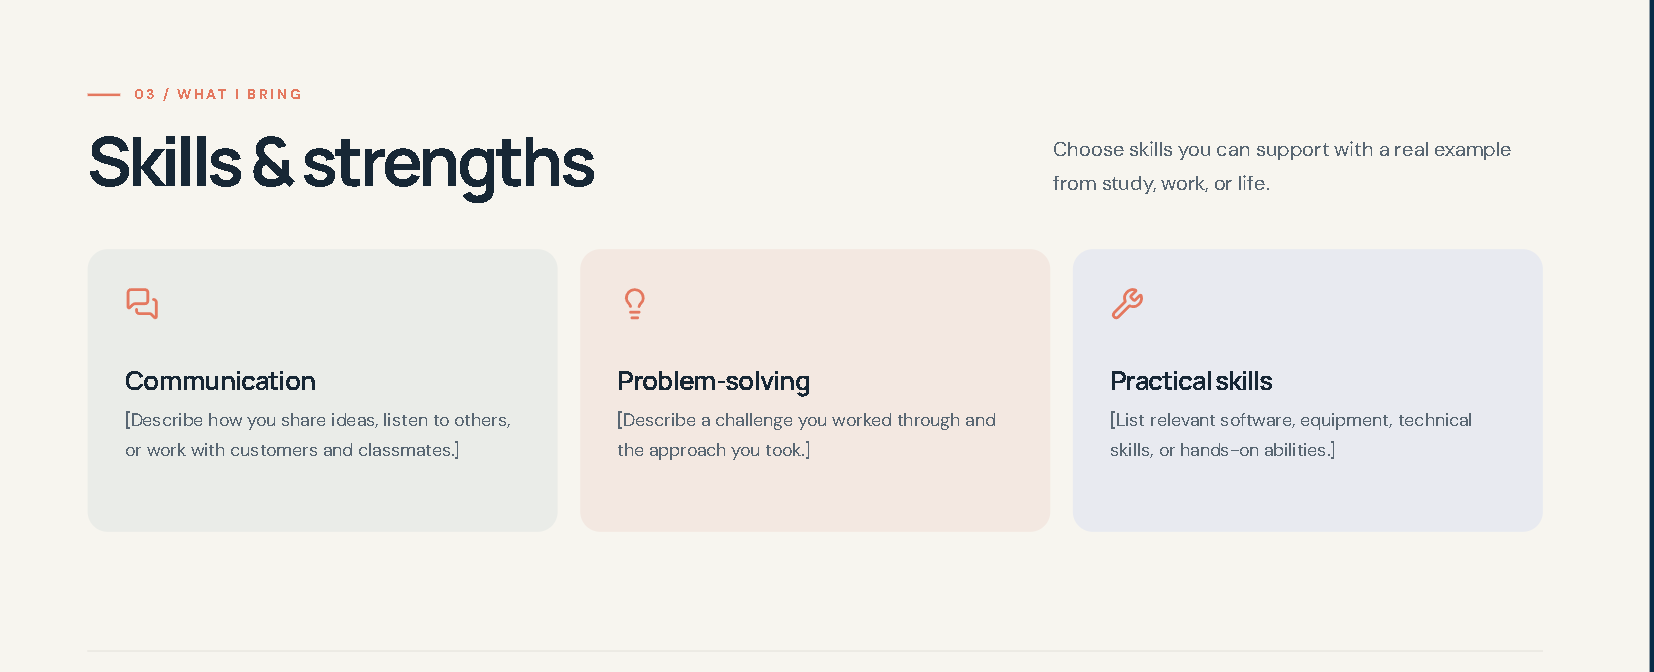 03 / WHAT I BRING
Skills & strengths
Choose skills you can support with a real example
from study, work, or life.
Communication
[Describe how you share ideas, listen to others,
or work with customers and classmates.]
Problem-solving
[Describe a challenge you worked through and
the approach you took.]
Practical skills
[List relevant software, equipment, technical
skills, or hands-on abilities.]